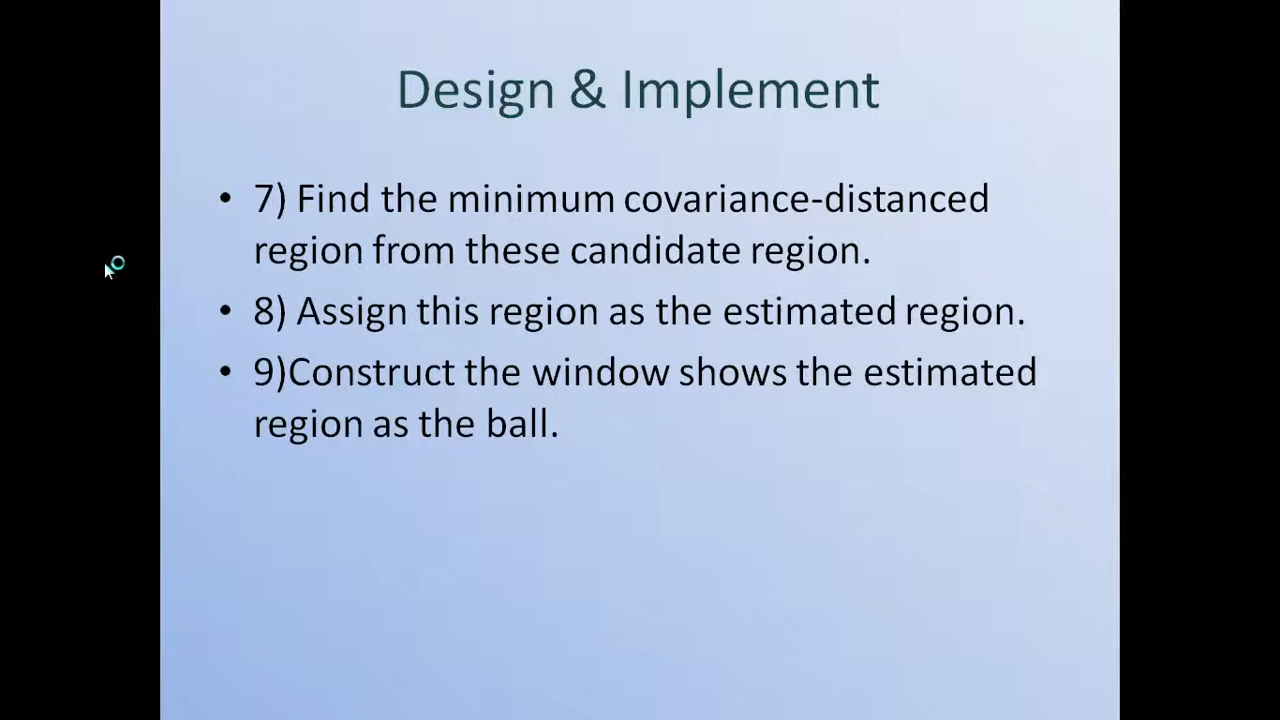 Design & Implement
• 7) Find the minimum covariance-distanced
region from these candidate region.
• 8) Assign this region as the estimated region.
• 9)Construct the window shows the estimated
region as the ball.